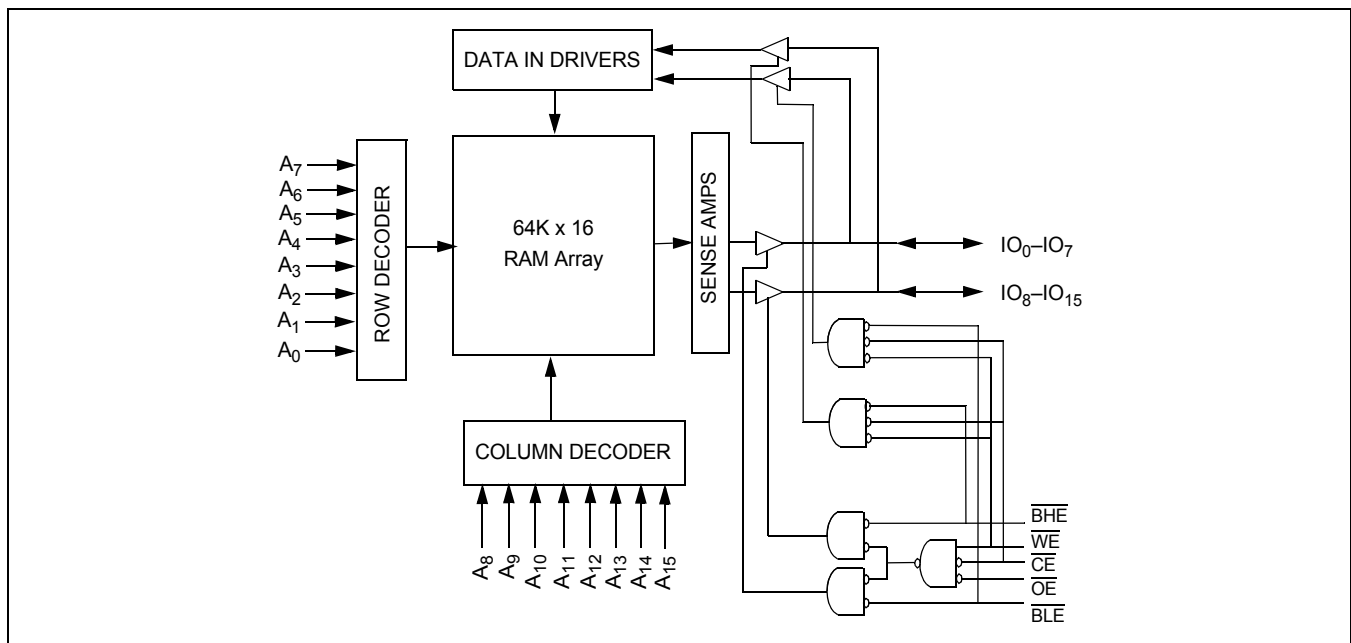 DATA IN DRIVERS
A7
A6
A5
A4
A3
A2
A1
A0
ROW DECODER
64K x 16
RAM Array
SENSE AMPS
IO0–IO7
IO8–IO15
COLUMN DECODER
A8
A9
A10
A11
A12
A13
A14
A15
BHE
WE
CE
OE
BLE